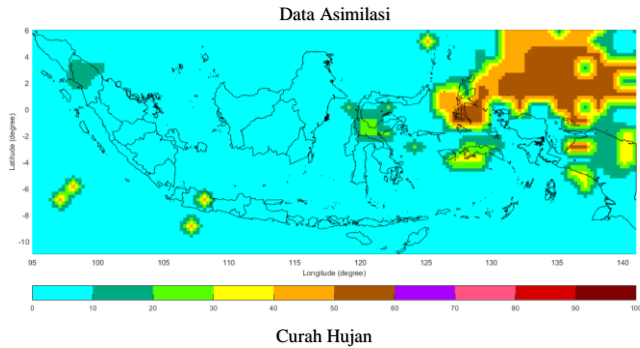 Data Asimilasi
6
4
2
0
-2
-4
-6
-8
-10
Latitude (degree)
95 100 105 110 115 120 125 130 135 140
Longitude (degree)
0 10 20 30 40 50 60 70 80 90 100
Curah Hujan